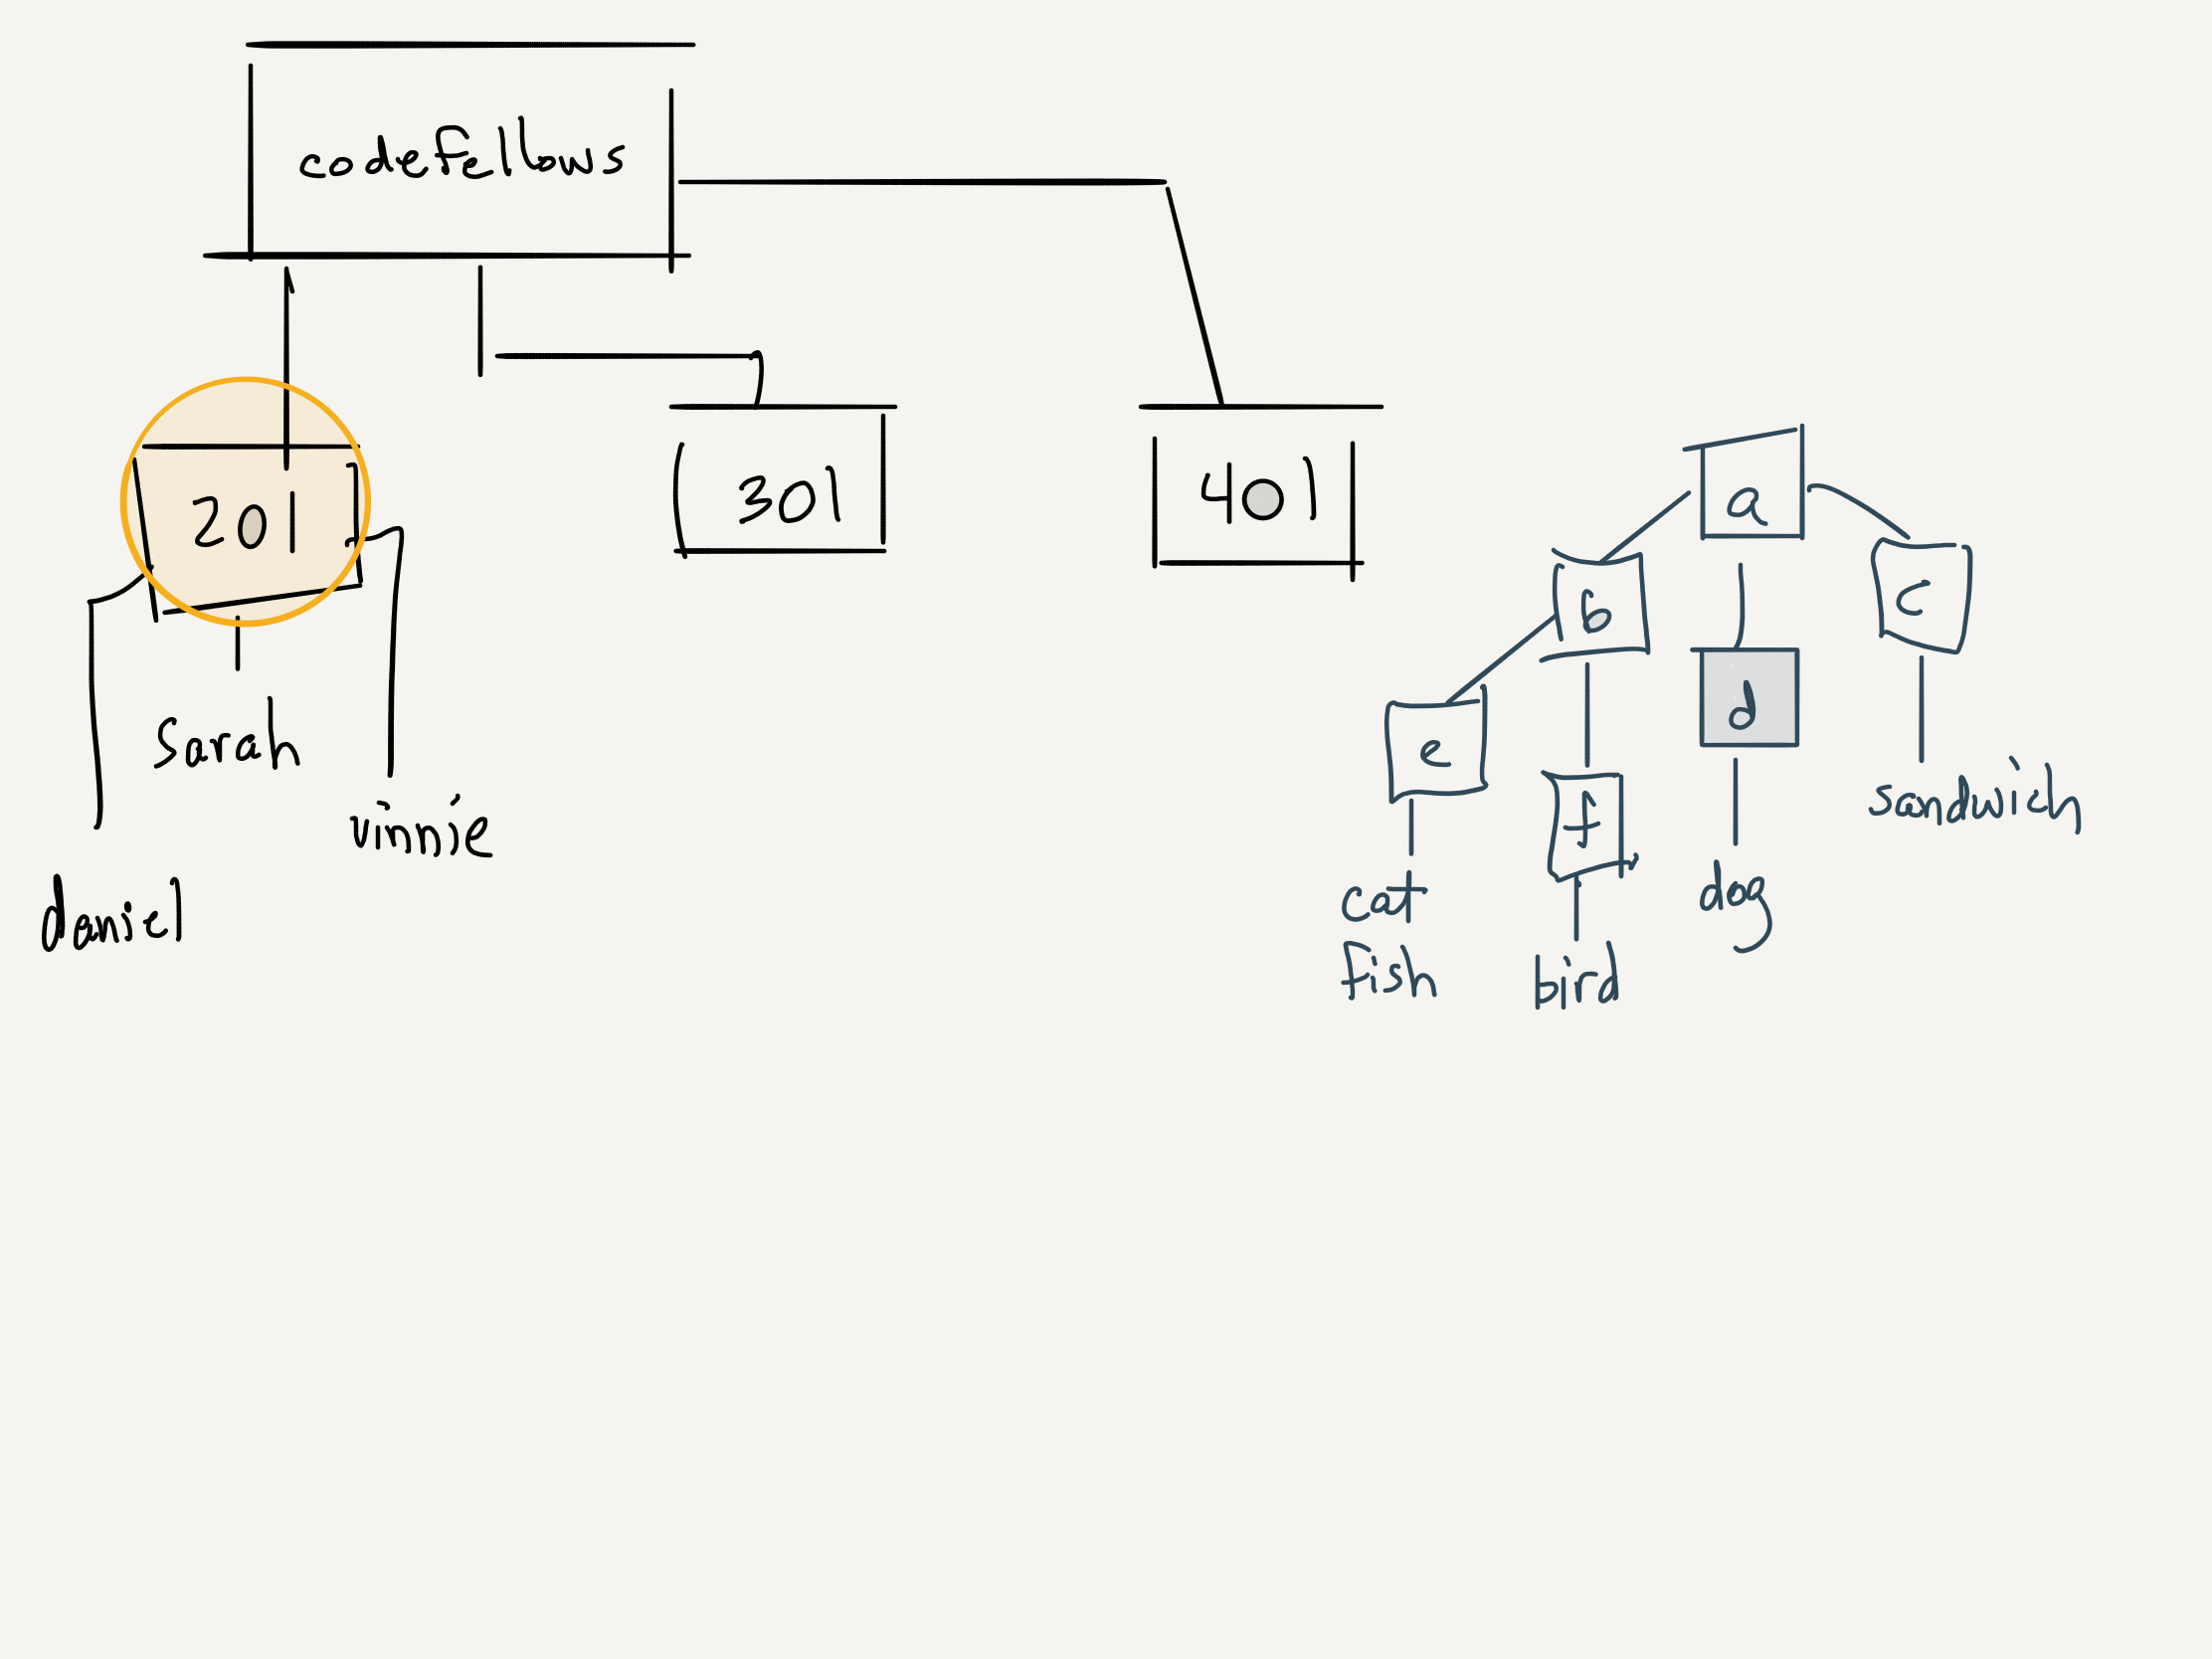 codefellows
201
301
401
Sarah
vinnie
daniel
a
b
c
d
e
f
cat
fish
bird
dog
sandwich